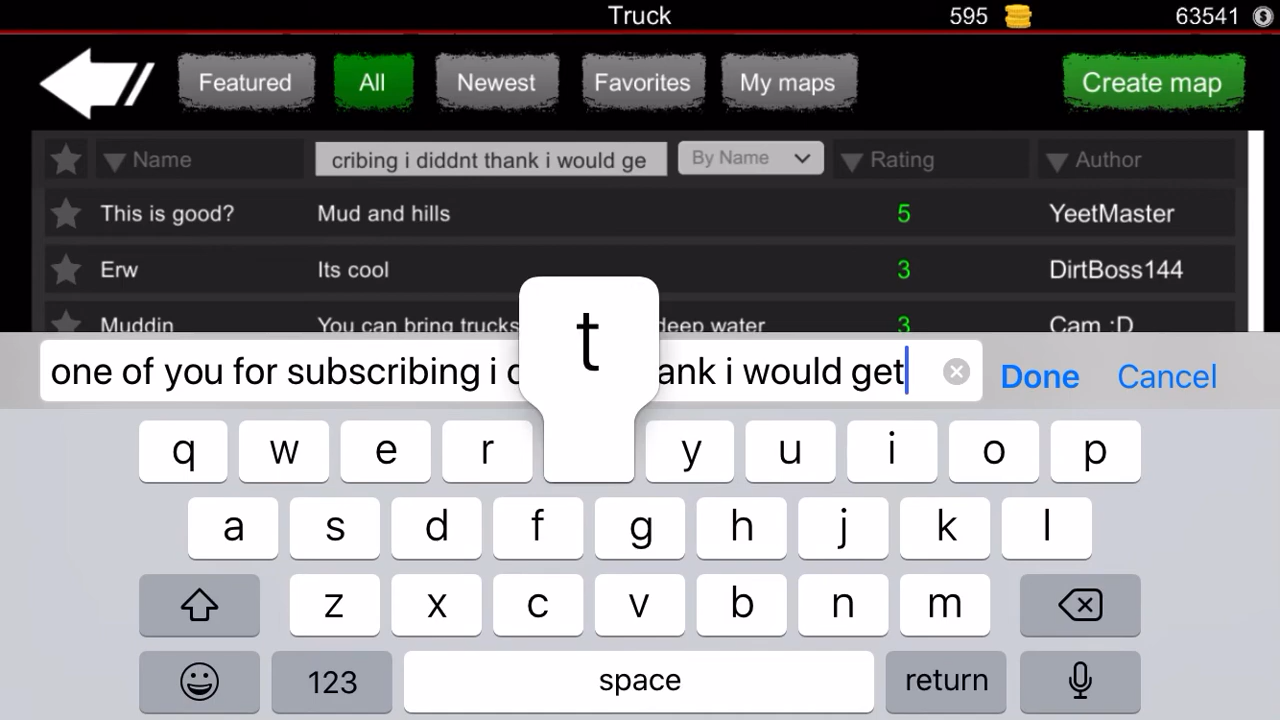 Truck 595 63541
Featured All Newest Favorites My maps Create map
Name cribing i diddnt thank i would ge By Name Rating Author
This is good? Mud and hills 5 YeetMaster
Erw Its cool 3 DirtBoss144
Muddin You can bring trucks deep water 3 Cam :D
t
one of you for subscribing i d ank i would get Done Cancel
q w e r y u i o p
a s d f g h j k l
z x c v b n m
123 space return